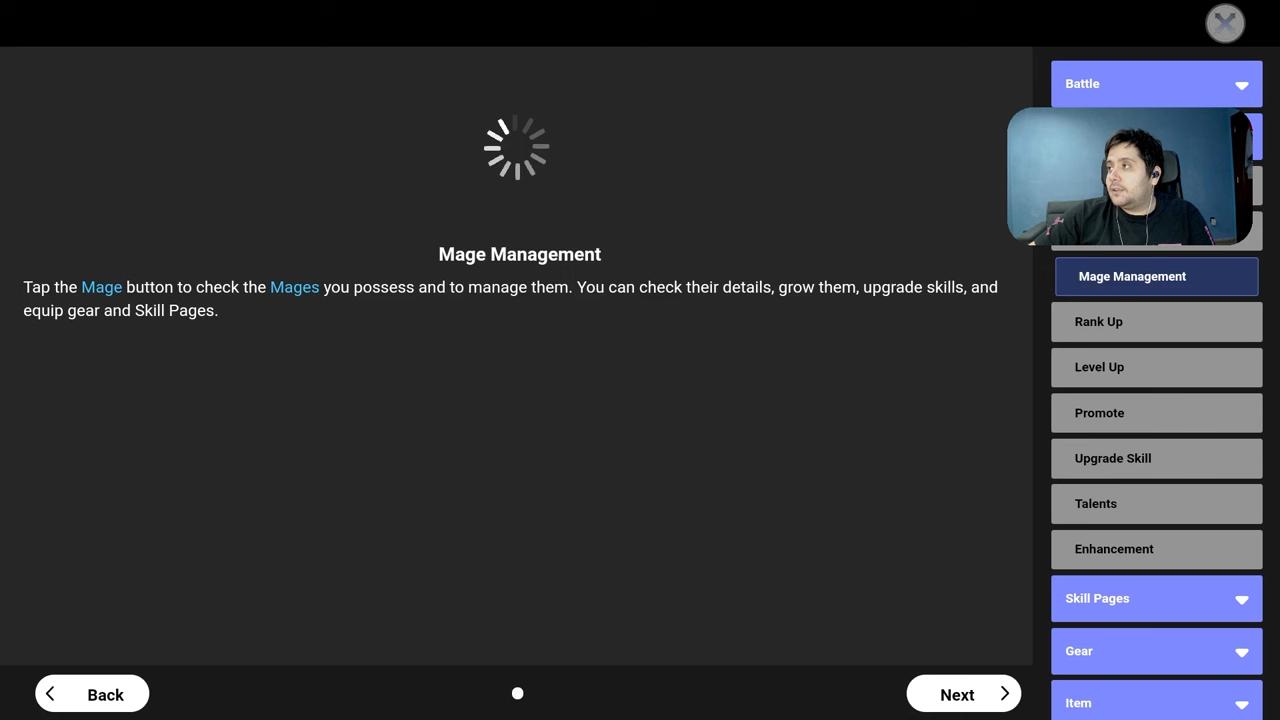 Battle
Mage Management
Tap the Mage button to check the Mages you possess and to manage them. You can check their details, grow them, upgrade skills, and
equip gear and Skill Pages.
Mage Management
Rank Up
Level Up
Promote
Upgrade Skill
Talents
Enhancement
Skill Pages
Gear
Item
Back
Next